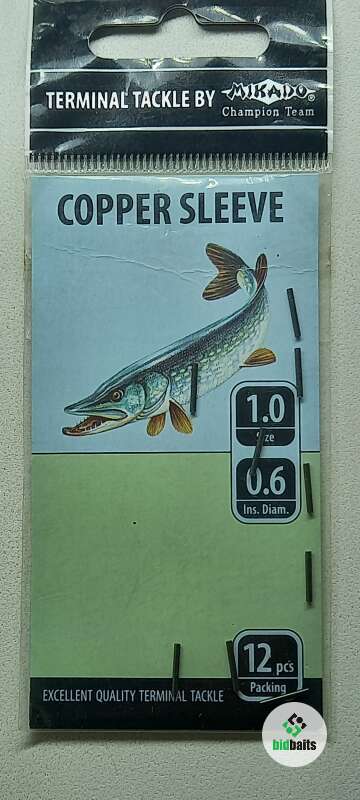 TERMINAL TACKLE BY MIKADO®
Champion Team
COPPER SLEEVE
1.0
Size
0.6
Ins. Diam.
12 pcs
Packing
EXCELLENT QUALITY TERMINAL TACKLE
bidbaits